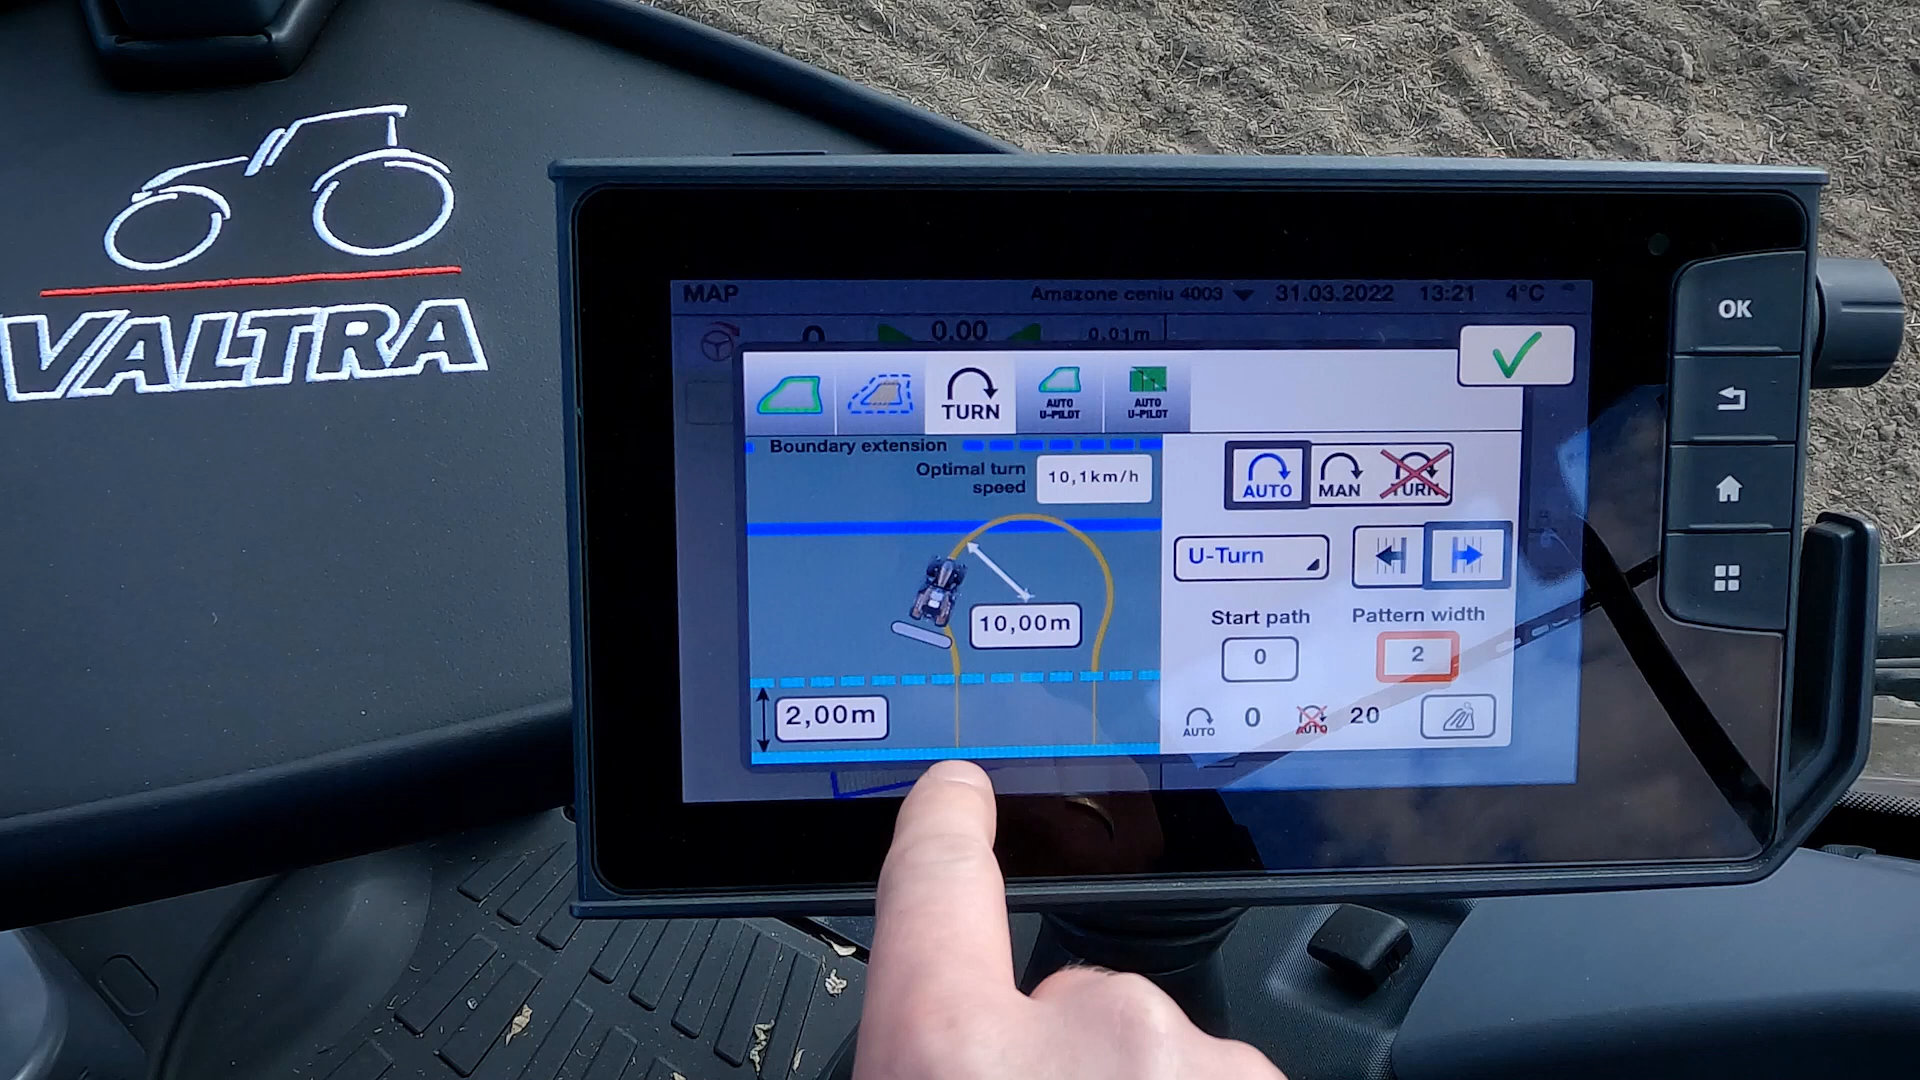 VALTRA
MAP
Amazone ceniu 4003 31.03.2022 13:21 4°C
0 0.00 0.01m
TURN
AUTO
U-PILOT
AUTO
U-PILOT
Boundary extension
Optimal turn
speed
10,1km/h
10,00m
2,00m
AUTO
MAN
TURN
U-Turn
Start path
Pattern width
0
2
AUTO
0
AUTO
20
OK